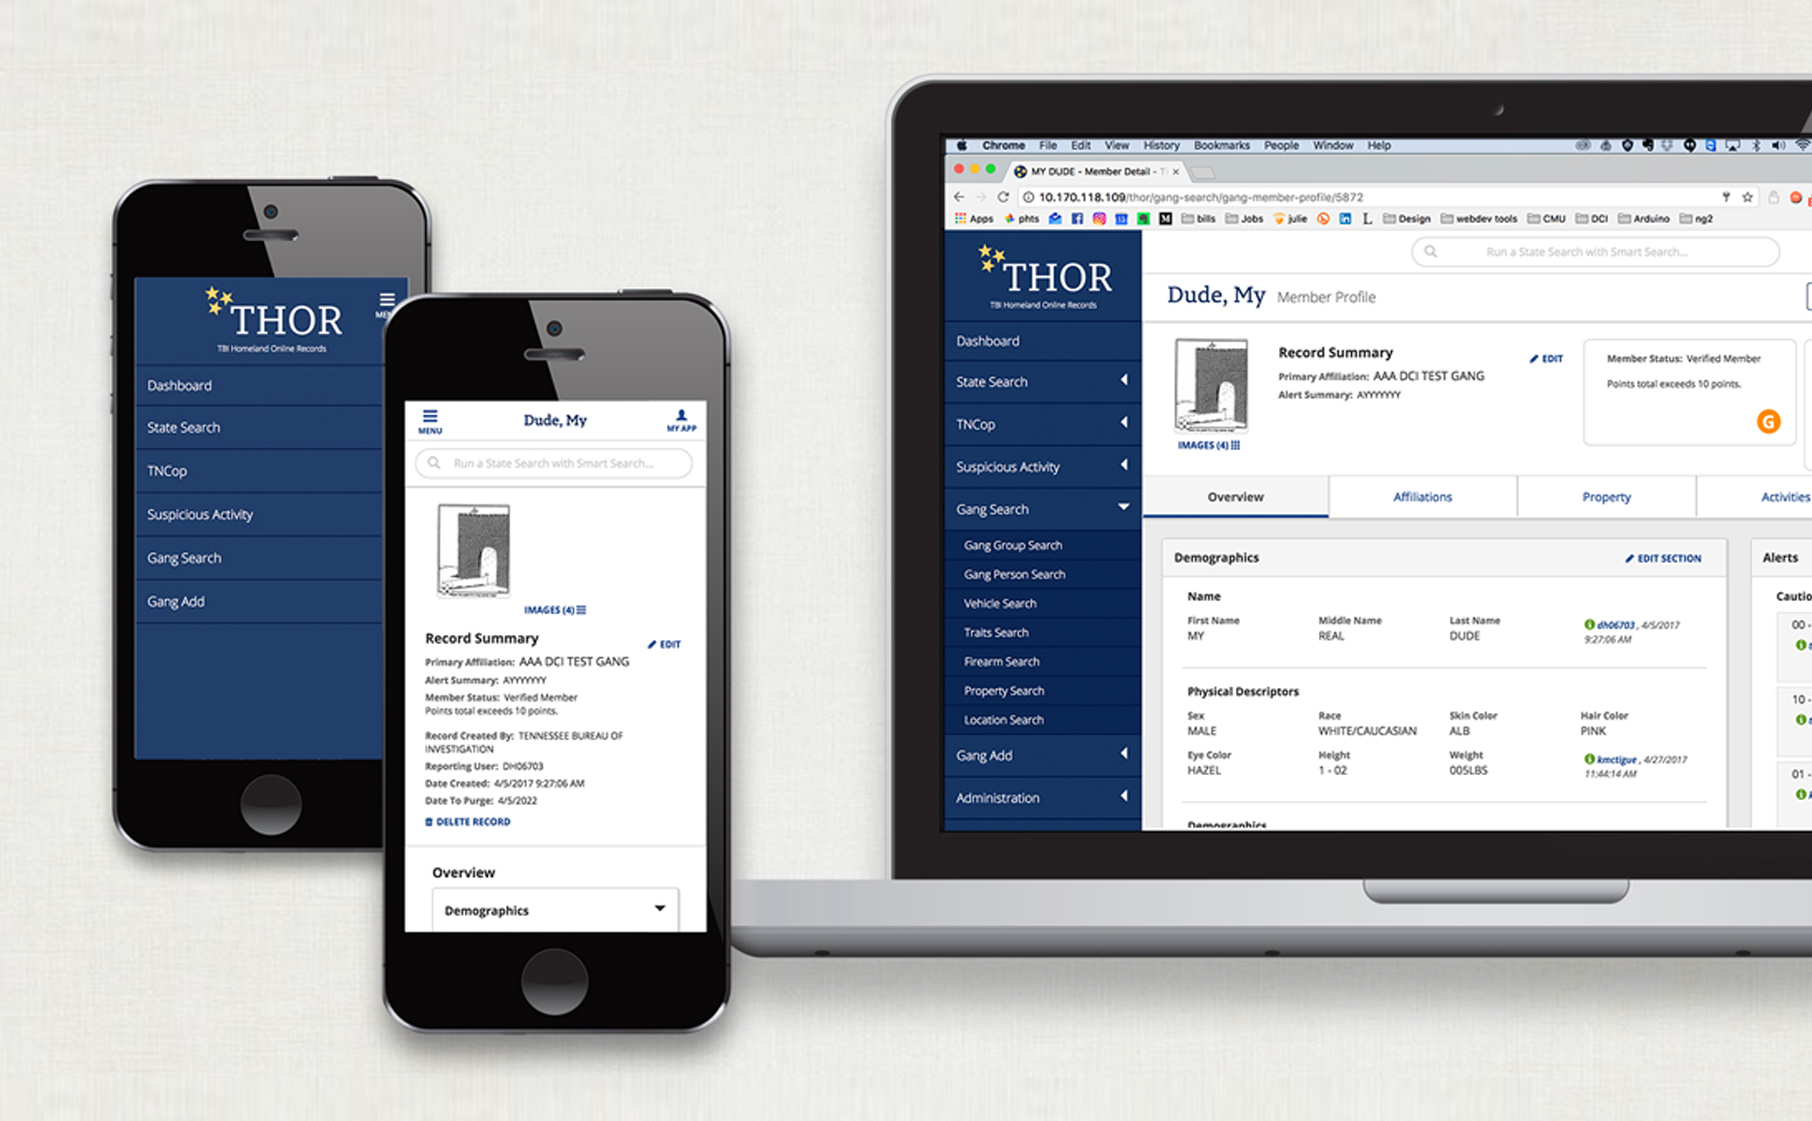 THOR
TBI Homeland Online Records
Dashboard
State Search
TNCop
Suspicious Activity
Gang Search
Gang Add
MENU
Dude, My
MY APP
Run a State Search with Smart Search...
IMAGES (4)
Record Summary
EDIT
Primary Affiliation: AAA DCI TEST GANG
Alert Summary: AYYYYYYY
Member Status: Verified Member
Points total exceeds 10 points.
Record Created By: TENNESSEE BUREAU OF
INVESTIGATION
Reporting User: DH06703
Date Created: 4/5/2017 9:27:06 AM
Date To Purge: 4/5/2022
DELETE RECORD
Overview
Demographics
Chrome File Edit View History Bookmarks People Window Help
MY DUDE - Member Detail - T
10.170.118.109/thor/gang-search/gang-member-profile/5872
Apps phts bills Jobs julie Design webdev tools CMU DCI Arduino ng2
THOR
TBI Homeland Online Records
Dashboard
State Search
TNCop
Suspicious Activity
Gang Search
Gang Group Search
Gang Person Search
Vehicle Search
Traits Search
Firearm Search
Property Search
Location Search
Gang Add
Administration
Run a State Search with Smart Search...
Dude, My Member Profile
Record Summary
EDIT
Primary Affiliation: AAA DCI TEST GANG
Alert Summary: AYYYYYYY
IMAGES (4)
Member Status: Verified Member
Points total exceeds 10 points.
G
Overview Affiliations Property Activities
Demographics
EDIT SECTION
Name
First Name Middle Name Last Name
MY REAL DUDE
dh06703, 4/5/2017
9:27:06 AM
Physical Descriptors
Sex Race Skin Color Hair Color
MALE WHITE/CAUCASIAN ALB PINK
Eye Color Height Weight
HAZEL 1 - 02 005LBS
kmctigue, 4/27/2017
11:44:14 AM
Demographics
Alerts
Cautio
00 -
10 -
01 -